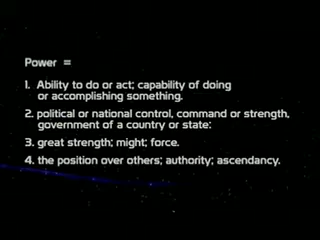 Power =
1. Ability to do or act; capability of doing
or accomplishing something.
2. political or national control, command or strength,
government of a country or state:
3. great strength; might; force.
4. the position over others; authority; ascendancy.